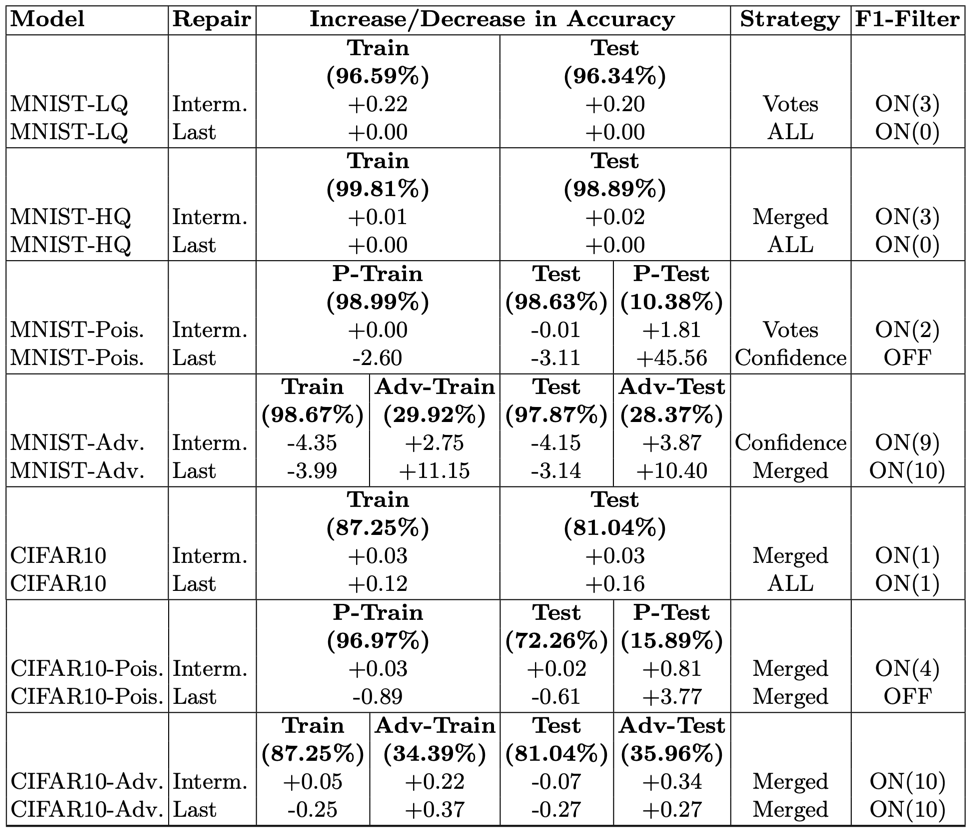 Model Repair Increase/Decrease in Accuracy Strategy F1-Filter
Train Test
(96.59%) (96.34%)
MNIST-LQ Interm. +0.22 +0.20 Votes ON(3)
MNIST-LQ Last +0.00 +0.00 ALL ON(0)
Train Test
(99.81%) (98.89%)
MNIST-HQ Interm. +0.01 +0.02 Merged ON(3)
MNIST-HQ Last +0.00 +0.00 ALL ON(0)
P-Train Test P-Test
(98.99%) (98.63%) (10.38%)
MNIST-Pois. Interm. +0.00 -0.01 +1.81 Votes ON(2)
MNIST-Pois. Last -2.60 -3.11 +45.56 Confidence OFF
Train Adv-Train Test Adv-Test
(98.67%) (29.92%) (97.87%) (28.37%)
MNIST-Adv. Interm. -4.35 +2.75 -4.15 +3.87 Confidence ON(9)
MNIST-Adv. Last -3.99 +11.15 -3.14 +10.40 Merged ON(10)
Train Test
(87.25%) (81.04%)
CIFAR10 Interm. +0.03 +0.03 Merged ON(1)
CIFAR10 Last +0.12 +0.16 ALL ON(1)
P-Train Test P-Test
(96.97%) (72.26%) (15.89%)
CIFAR10-Pois. Interm. +0.03 +0.02 +0.81 Merged ON(4)
CIFAR10-Pois. Last -0.89 -0.61 +3.77 Merged OFF
Train Adv-Train Test Adv-Test
(87.25%) (34.39%) (81.04%) (35.96%)
CIFAR10-Adv. Interm. +0.05 +0.22 -0.07 +0.34 Merged ON(10)
CIFAR10-Adv. Last -0.25 +0.37 -0.27 +0.27 Merged ON(10)